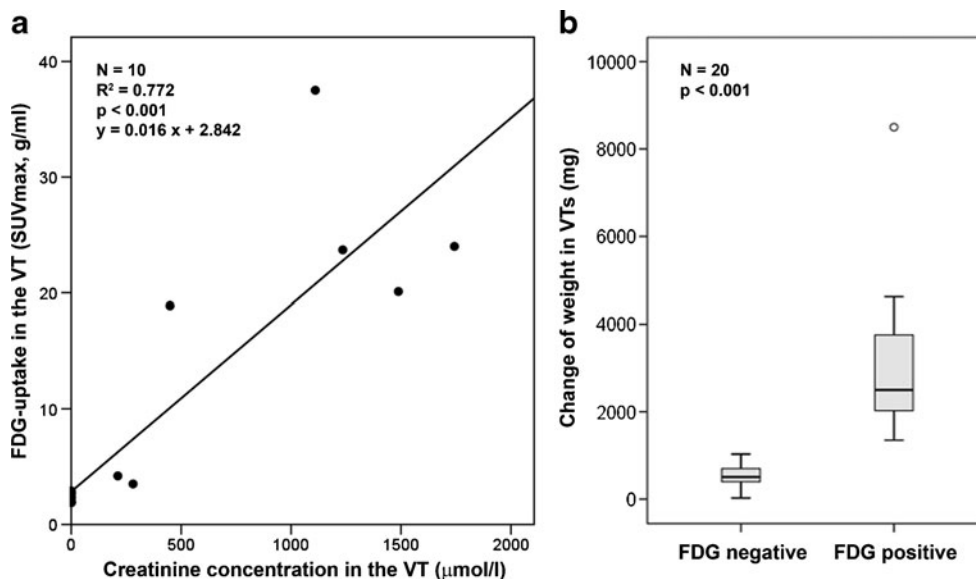 a
N = 10
R² = 0.772
p < 0.001
y = 0.016 x + 2.842
FDG-uptake in the VT (SUVmax, g/ml)
40
30
20
10
0
0 500 1000 1500 2000
Creatinine concentration in the VT (μmol/l)
b
N = 20
p < 0.001
Change of weight in VTs (mg)
10000
8000
6000
4000
2000
0
FDG negative FDG positive